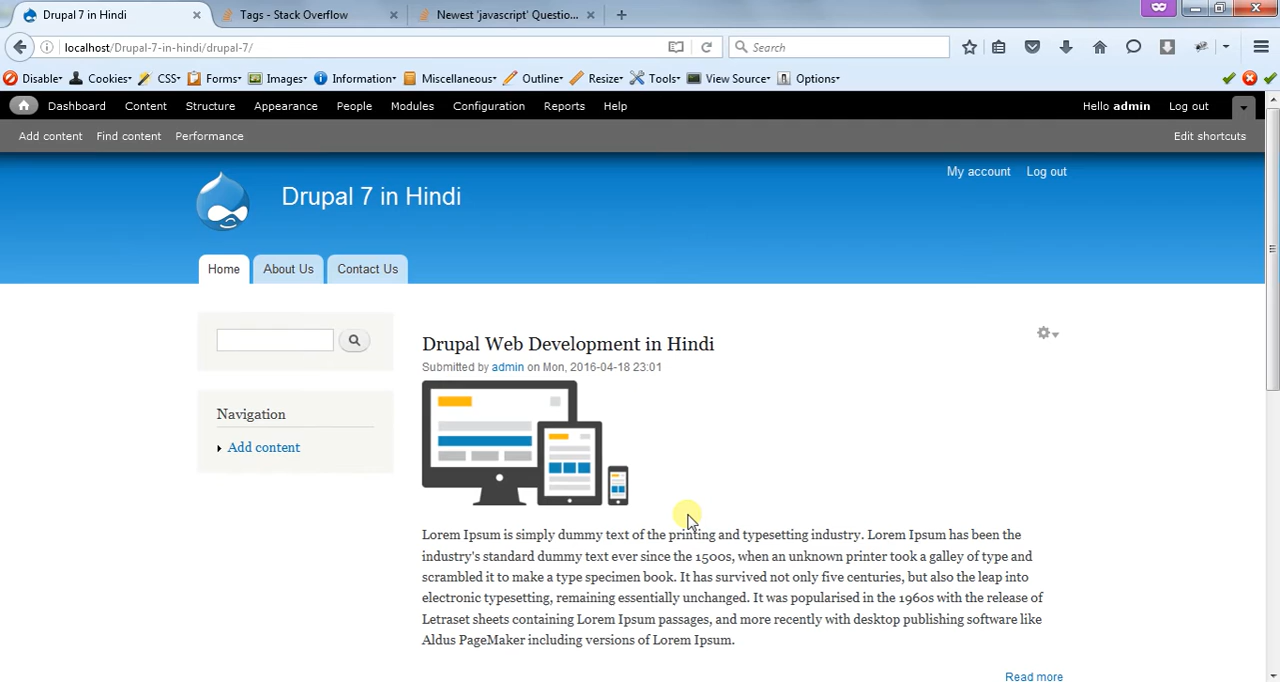 Drupal 7 in Hindi
Tags - Stack Overflow
Newest 'javascript' Questio...
localhost/Drupal-7-in-hindi/drupal-7/
Search
Disable Cookies CSS Forms Images Information Miscellaneous Outline Resize Tools View Source Options
Dashboard Content Structure Appearance People Modules Configuration Reports Help Hello admin Log out
Add content Find content Performance Edit shortcuts
My account Log out
Drupal 7 in Hindi
Home About Us Contact Us
Navigation
Add content
Drupal Web Development in Hindi
Submitted by admin on Mon, 2016-04-18 23:01
Lorem Ipsum is simply dummy text of the printing and typesetting industry. Lorem Ipsum has been the
industry's standard dummy text ever since the 1500s, when an unknown printer took a galley of type and
scrambled it to make a type specimen book. It has survived not only five centuries, but also the leap into
electronic typesetting, remaining essentially unchanged. It was popularised in the 1960s with the release of
Letraset sheets containing Lorem Ipsum passages, and more recently with desktop publishing software like
Aldus PageMaker including versions of Lorem Ipsum.
Read more